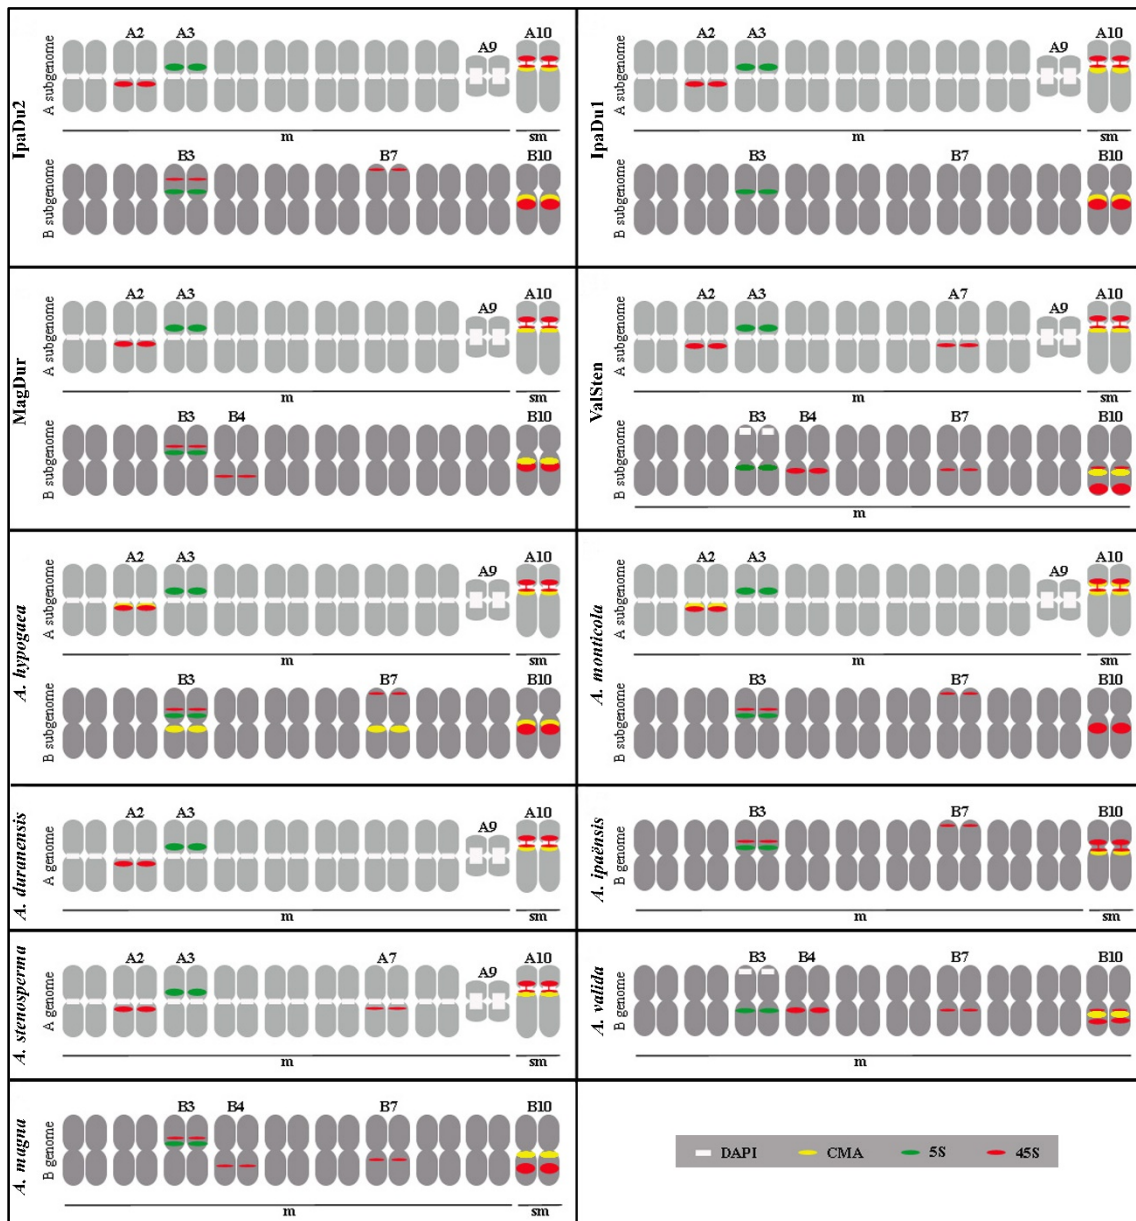 A2 A3 A9 A10
IpaDu2
A subgenome
m sm
B3 B7 B10
B subgenome
A2 A3 A9 A10
IpaDu1
A subgenome
m sm
B3 B7 B10
B subgenome
A2 A3 A9 A10
MagDur
A subgenome
m sm
B3 B4 B10
B subgenome
A2 A3 A7 A9 A10
ValSten
A subgenome
m sm
B3 B4 B7 B10
B subgenome
m
A2 A3 A9 A10
A. hypogaea
A subgenome
m sm
B3 B7 B10
B subgenome
A2 A3 A9 A10
A. monticola
A subgenome
m sm
B3 B7 B10
B subgenome
A2 A3 A9 A10
A. duranensis
A genome
m sm
B3 B7 B10
A. ipaënsis
B genome
m sm
A2 A3 A7 A9 A10
A. stenosperma
A genome
m sm
B3 B4 B7 B10
A. valida
B genome
m
B3 B4 B7 B10
A. magna
B genome
m sm
DAPI CMA 5S 45S